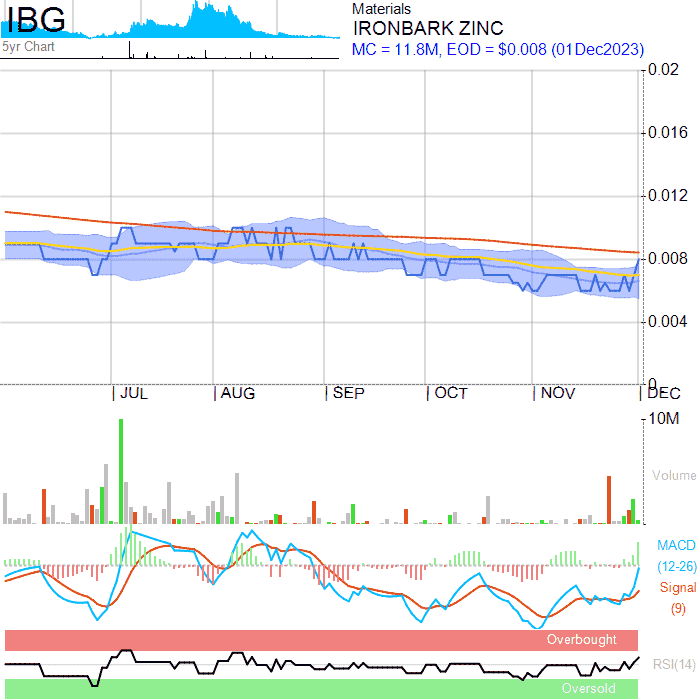 IBG
5yr Chart
Materials
IRONBARK ZINC
MC = 11.8M, EOD = $0.008 (01Dec2023)
0.02
0.016
0.012
0.008
0.004
0
JUL AUG SEP OCT NOV DEC
10M
Volume
MACD
(12-26)
Signal
(9)
Overbought
RSI(14)
Oversold